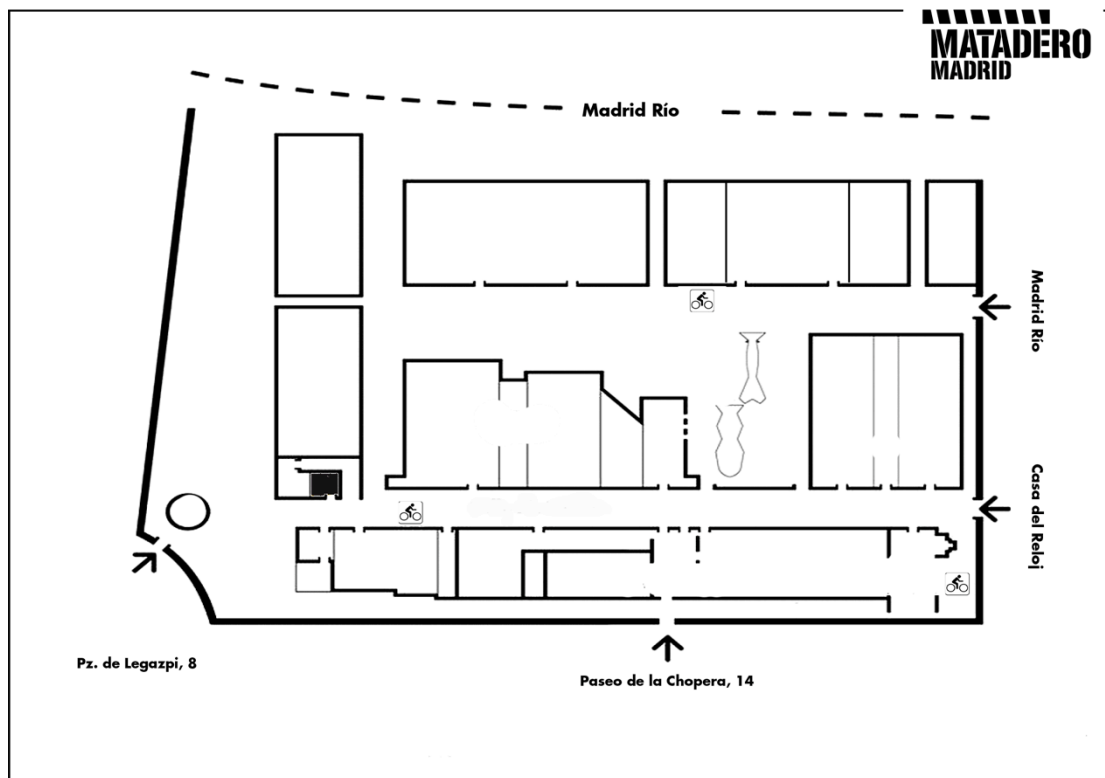 MATADERO
MADRID
Madrid Río
Madrid Río
Casa del Reloj
Pz. de Legazpi, 8
Paseo de la Chopera, 14